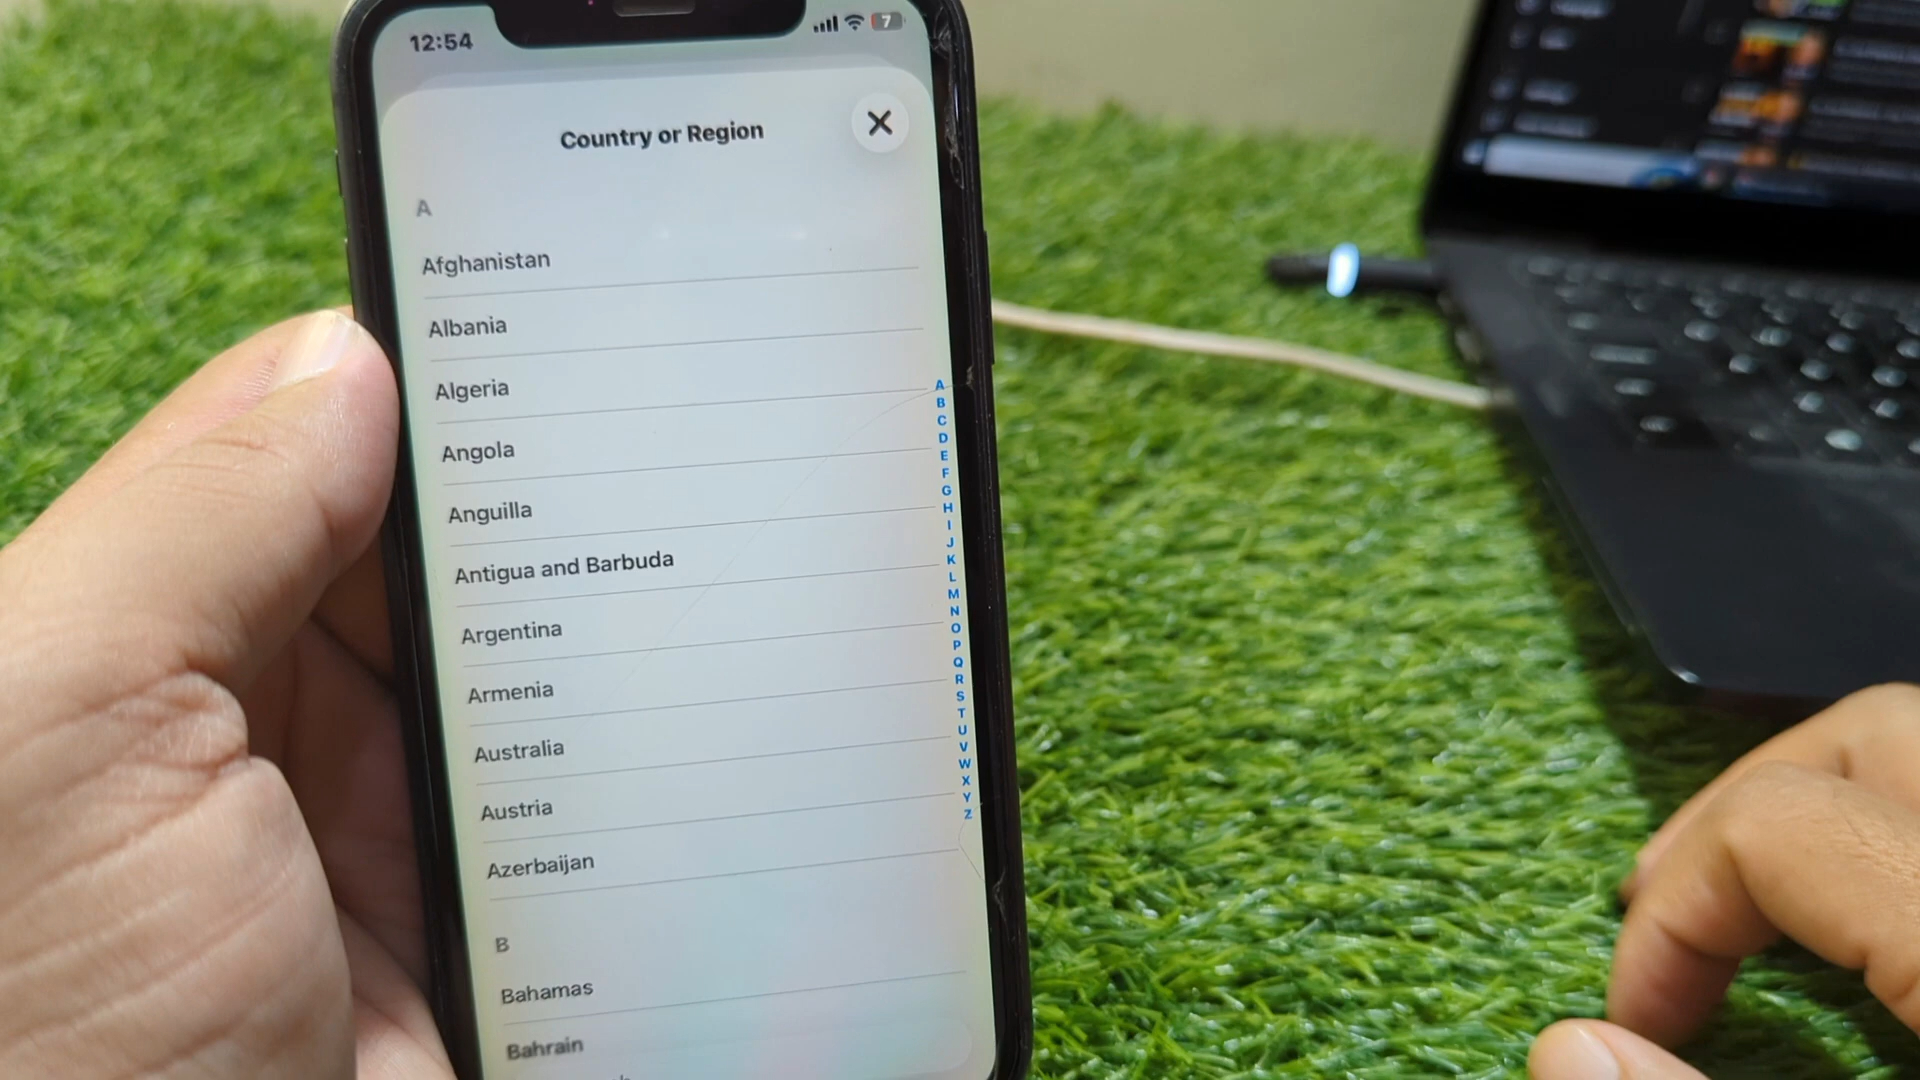 12:54
7
Country or Region
A
Afghanistan
Albania
Algeria
Angola
Anguilla
Antigua and Barbuda
Argentina
Armenia
Australia
Austria
Azerbaijan
B
Bahamas
Bahrain
A
B
C
D
E
F
G
H
I
J
K
L
M
N
O
P
Q
R
S
T
U
V
W
X
Y
Z